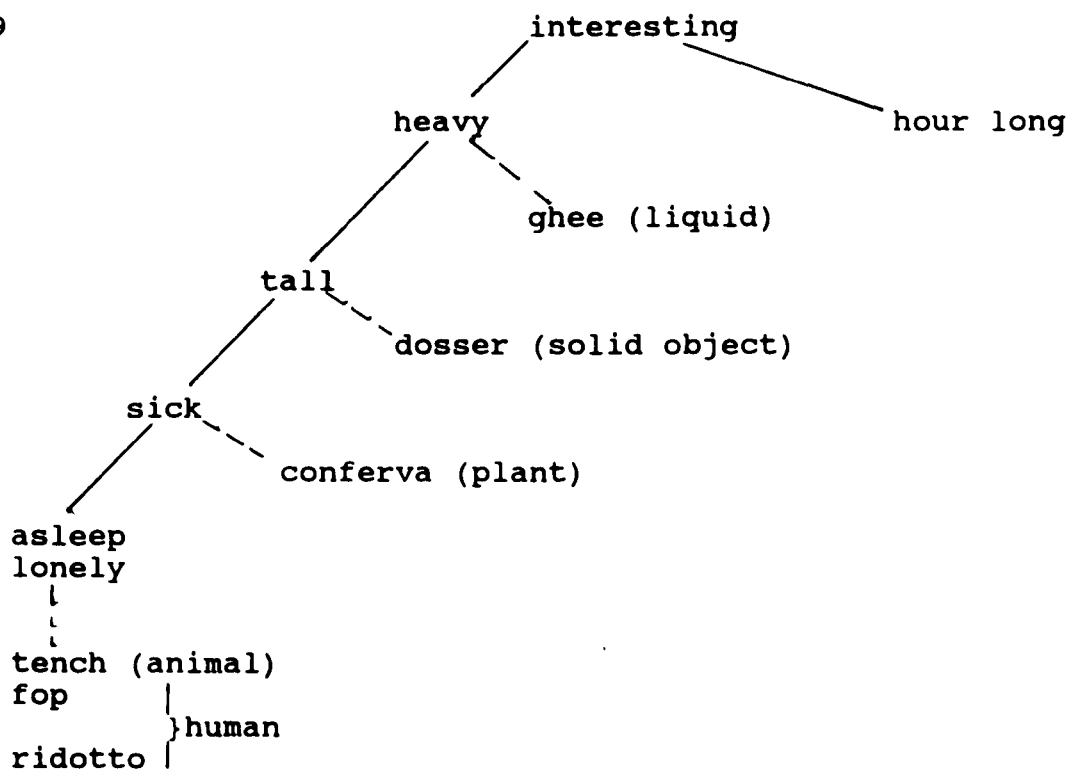 9
interesting
heavy hour long
ghee (liquid)
tall
dosser (solid object)
sick
conferva (plant)
asleep
lonely
tench (animal)
fop
}human
ridotto